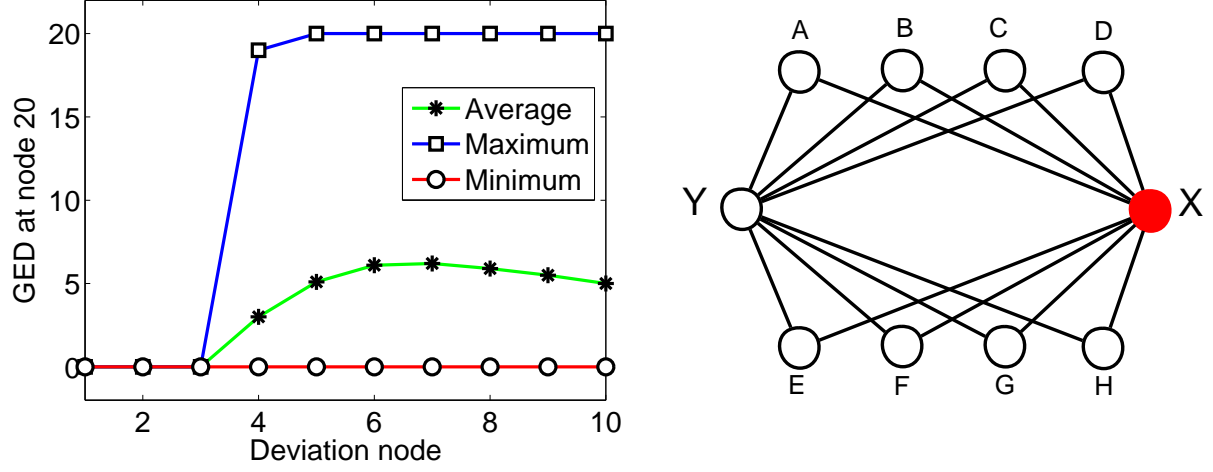 GED at node 20
20
15
10
5
0
2 4 6 8 10
Deviation node
Average
Maximum
Minimum
A B C D
Y X
E F G H